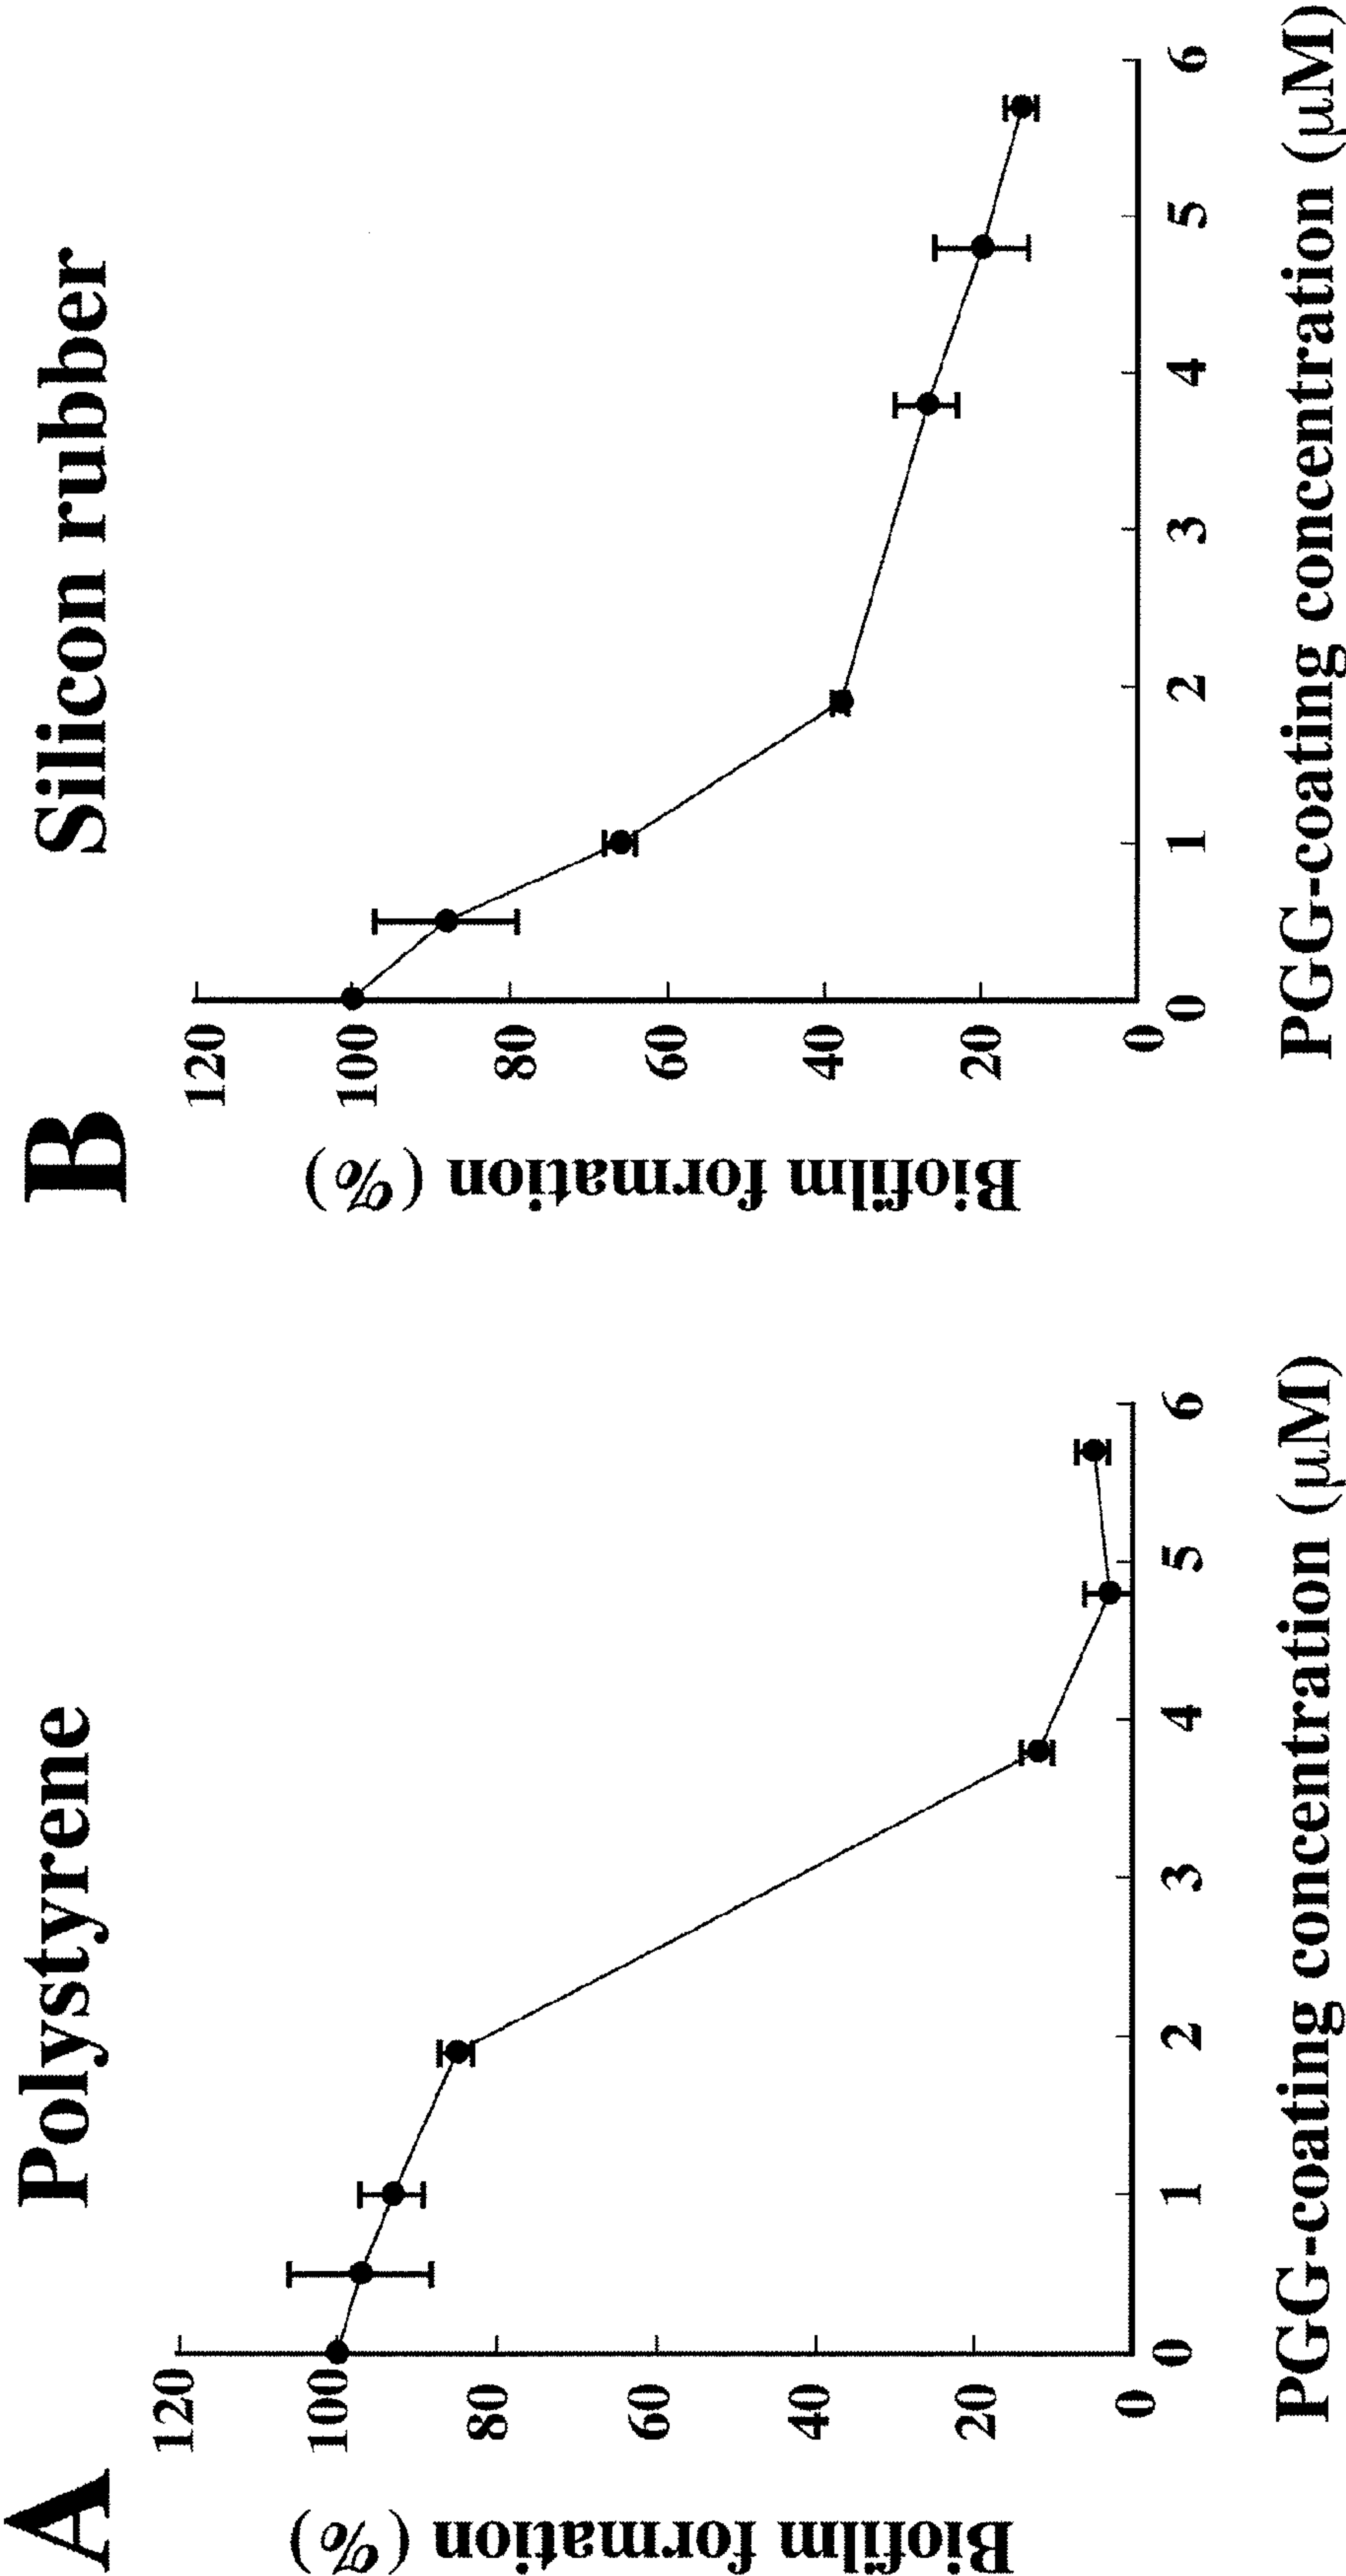 A
Polystyrene
Biofilm formation (%)
120
100
80
60
40
20
0
0 1 2 3 4 5 6
PGG-coating concentration (µM)
B
Silicon rubber
Biofilm formation (%)
120
100
80
60
40
20
0
0 1 2 3 4 5 6
PGG-coating concentration (µM)